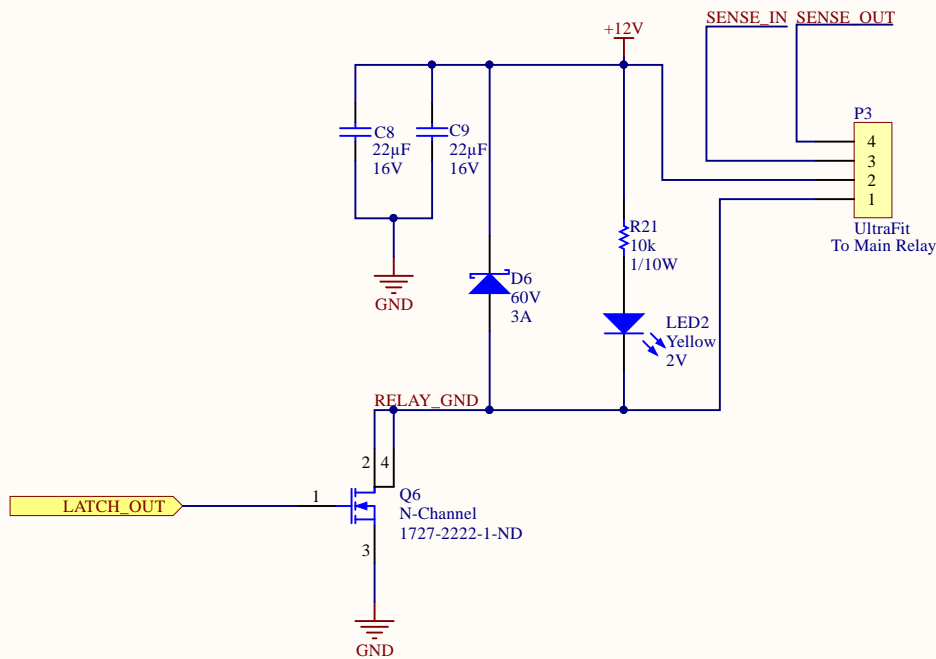 SENSE_IN SENSE_OUT
+12V
P3
C8
22µF
16V
C9
22µF
16V
4
3
2
1
UltraFit
To Main Relay
R21
10k
1/10W
GND
D6
60V
3A
LED2
Yellow
2V
RELAY_GND
2 4
LATCH_OUT
1
Q6
N-Channel
1727-2222-1-ND
3
GND